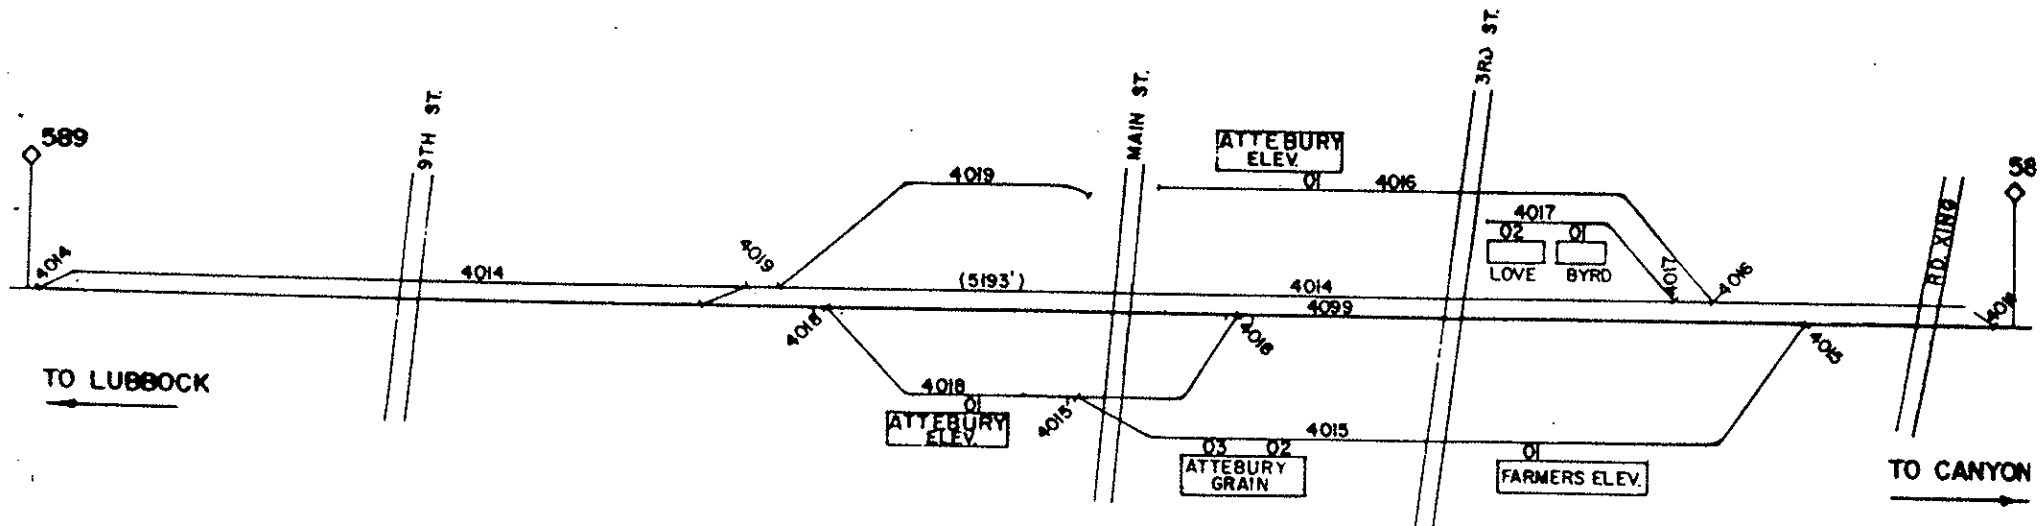 589
9TH ST.
MAIN ST.
3RD ST.
ATTEBURY
ELEV.
01
4019
4016
58
4017
02
01
LOVE
BYRD
RD. XING
4014
4014
4019
(5193')
4014
4017
4016
4099
4018
4018
4015
TO LUBBOCK
4018
01
ATTEBURY
ELEV.
4015
4015
03
02
ATTEBURY
GRAIN
01
FARMERS ELEV.
TO CANYON